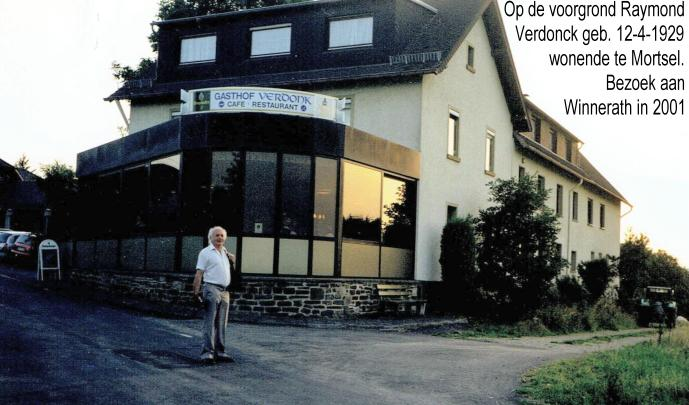 Op de voorgrond Raymond
Verdonck geb. 12-4-1929
wonende te Mortsel.
Bezoek aan
Winnerath in 2001
GASTHOF VERDONK
CAFE · RESTAURANT